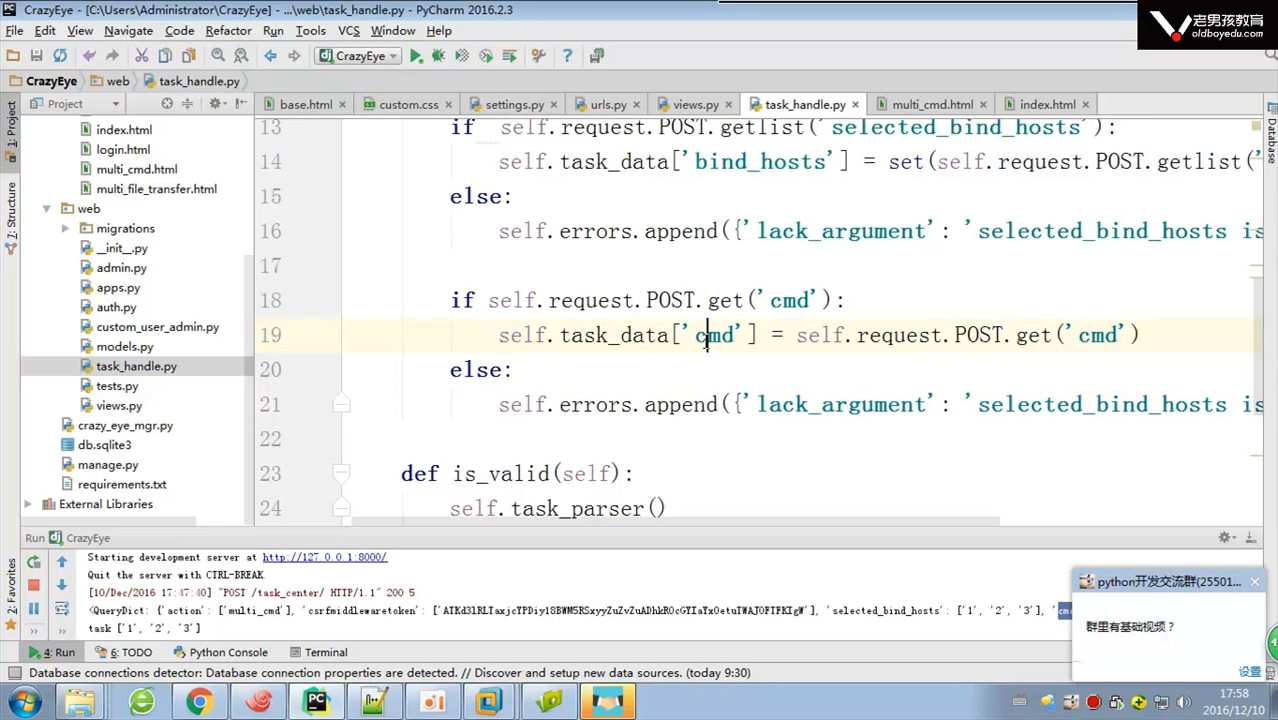 CrazyEye - [C:\Users\Administrator\CrazyEye] - ...\web\task_handle.py - PyCharm 2016.2.3
老男孩教育
oldboyedu.com
File Edit View Navigate Code Refactor Run Tools VCS Window Help
CrazyEye
CrazyEye web task_handle.py
Project
base.html custom.css settings.py urls.py views.py task_handle.py multi_cmd.html index.html
1: Project
Z: Structure
2: Favorites
Database
index.html
login.html
multi_cmd.html
multi_file_transfer.html
web
migrations
__init__.py
admin.py
apps.py
auth.py
custom_user_admin.py
models.py
task_handle.py
tests.py
views.py
crazy_eye_mgr.py
db.sqlite3
manage.py
requirements.txt
External Libraries
13 if self.request.POST.getlist('selected_bind_hosts'):
14 self.task_data['bind_hosts'] = set(self.request.POST.getlist('
15 else:
16 self.errors.append({'lack_argument': 'selected_bind_hosts is
17
18 if self.request.POST.get('cmd'):
19 self.task_data['cmd'] = self.request.POST.get('cmd')
20 else:
21 self.errors.append({'lack_argument': 'selected_bind_hosts is
22
23 def is_valid(self):
24 self.task_parser()
Run CrazyEye
Starting development server at http://127.0.0.1:8000/
Quit the server with CTRL-BREAK.
[10/Dec/2016 17:47:40] "POST /task_center/ HTTP/1.1" 200 5
<QueryDict: {'action': ['multi_cmd'], 'csrfmiddlewaretoken': 'selected_bind_hosts': ['1', '2', '3'],
task ['1', '2', '3']
python开发交流群(25501...
群里有基础视频？
设置
4: Run 6: TODO Python Console Terminal
Database connections detector: Database connection properties are detected. // Discover and setup new data sources. (today 9:30)
17:58
2016/12/10